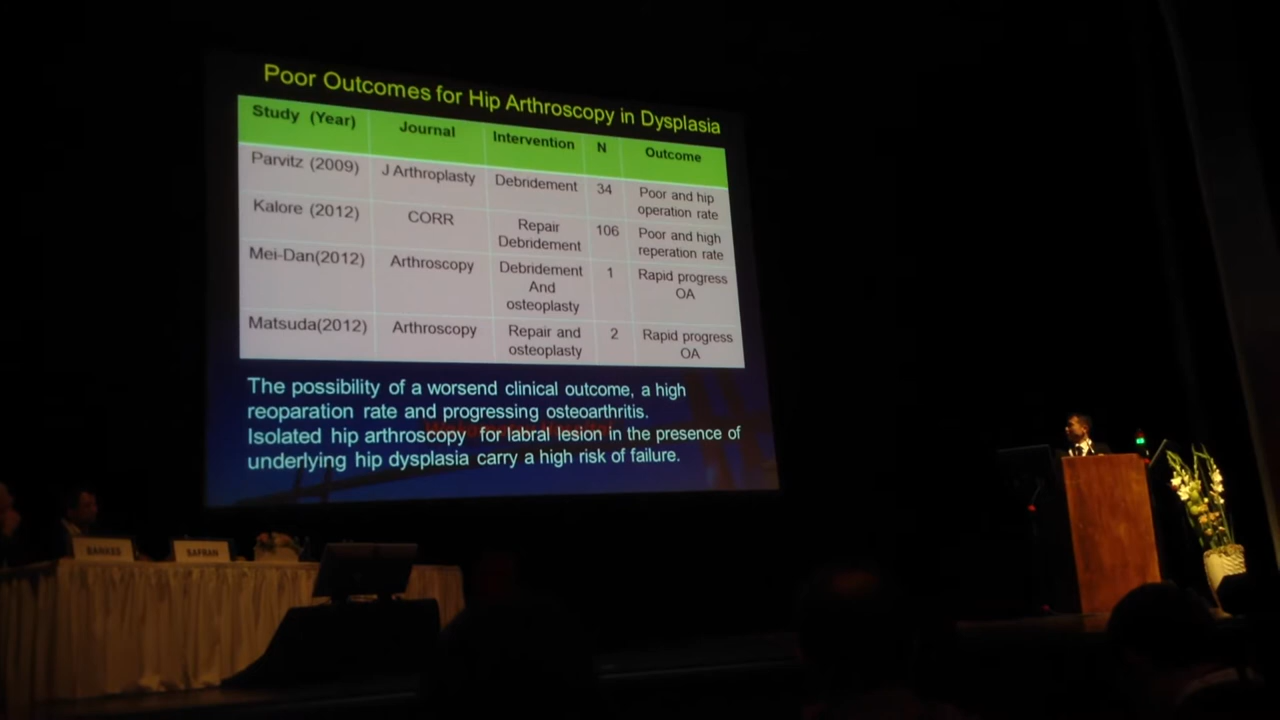 Poor Outcomes for Hip Arthroscopy in Dysplasia
Study (Year) Journal Intervention N Outcome
Parvitz (2009) J Arthroplasty Debridement 34 Poor and hip
operation rate
Kalore (2012) CORR Repair 106 Poor and high
Debridement reperation rate
Mei-Dan(2012) Arthroscopy Debridement 1 Rapid progress
And OA
osteoplasty
Matsuda(2012) Arthroscopy Repair and 2 Rapid progress
osteoplasty OA
The possibility of a worsend clinical outcome, a high
reoparation rate and progressing osteoarthritis.
Isolated hip arthroscopy for labral lesion in the presence of
underlying hip dysplasia carry a high risk of failure.
BANKES
SAFRAN